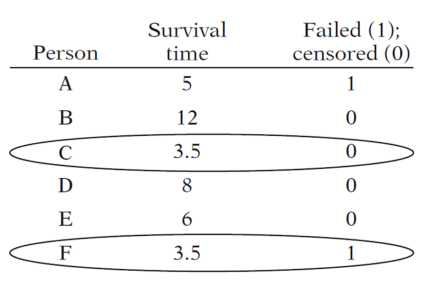 Survival Failed (1);
Person time censored (0)
A 5 1
B 12 0
C 3.5 0
D 8 0
E 6 0
F 3.5 1